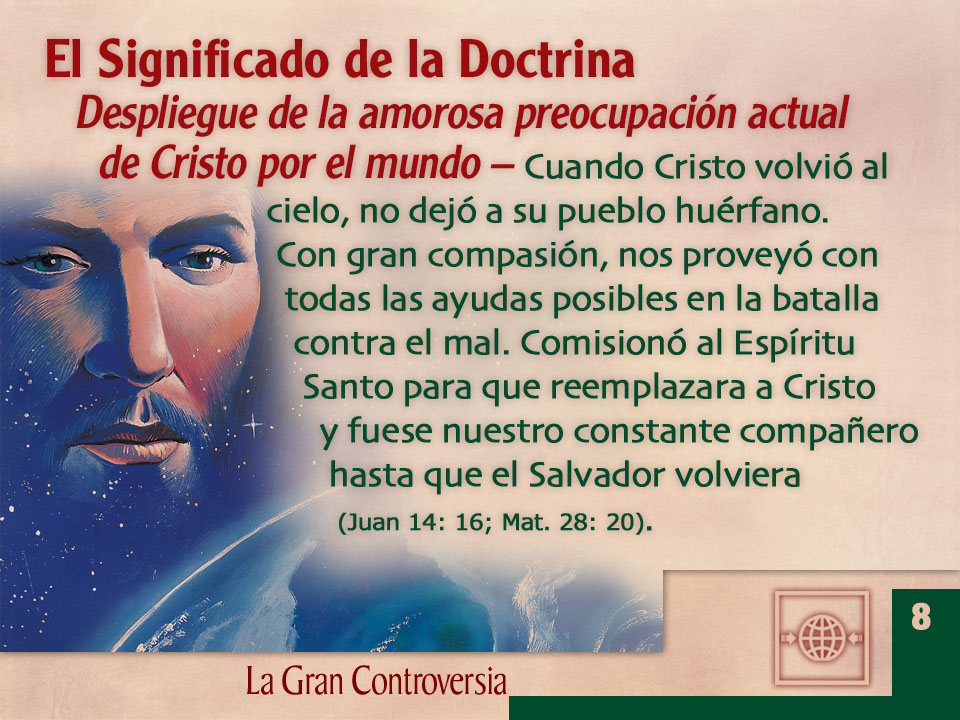 El Significado de la Doctrina
Despliegue de la amorosa preocupación actual
de Cristo por el mundo – Cuando Cristo volvió al
cielo, no dejó a su pueblo huérfano.
Con gran compasión, nos proveyó con
todas las ayudas posibles en la batalla
contra el mal. Comisionó al Espíritu
Santo para que reemplazara a Cristo
y fuese nuestro constante compañero
hasta que el Salvador volviera
(Juan 14: 16; Mat. 28: 20).
8
La Gran Controversia